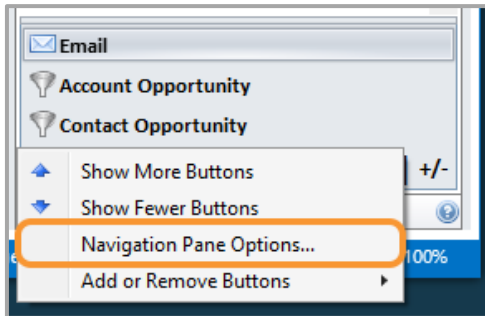 Email
Account Opportunity
Contact Opportunity
+/-
Show More Buttons
Show Fewer Buttons
Navigation Pane Options...
100%
Add or Remove Buttons